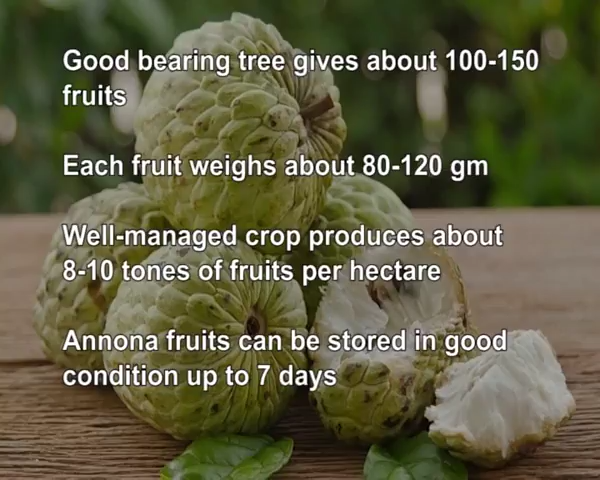 Good bearing tree gives about 100-150
fruits
Each fruit weighs about 80-120 gm
Well-managed crop produces about
8-10 tones of fruits per hectare
Annona fruits can be stored in good
condition up to 7 days